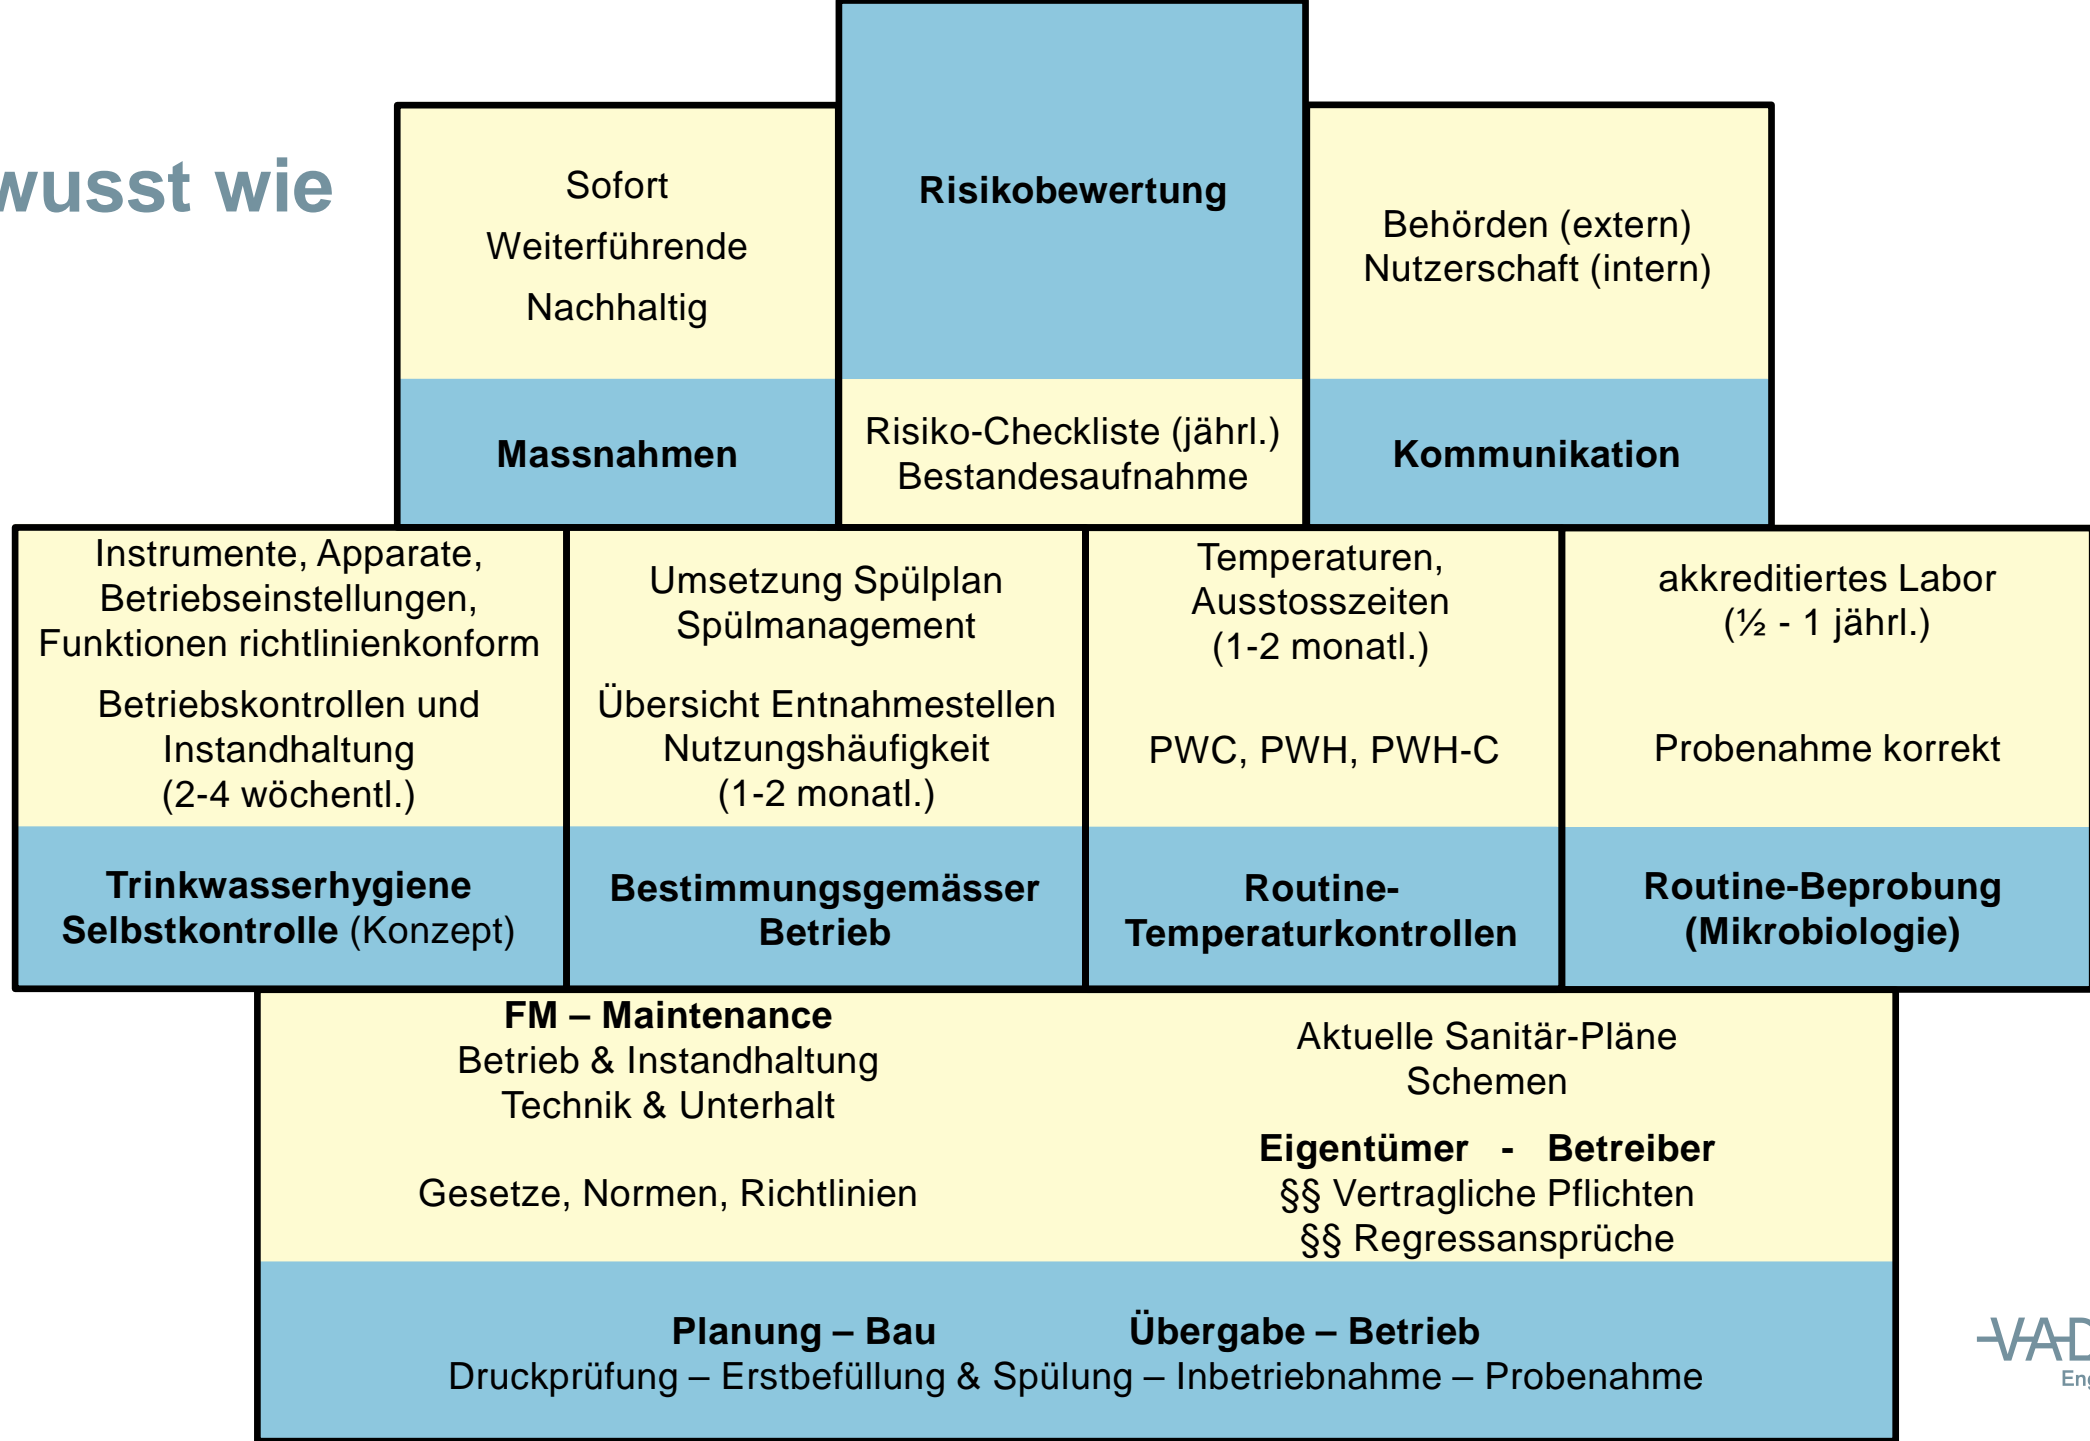 wusst wie
Sofort
Weiterführende
Nachhaltig
Massnahmen
Risikobewertung
Risiko-Checkliste (jährl.)
Bestandesaufnahme
Behörden (extern)
Nutzerschaft (intern)
Kommunikation
Instrumente, Apparate,
Betriebseinstellungen,
Funktionen richtlinienkonform
Betriebskontrollen und
Instandhaltung
(2-4 wöchentl.)
Trinkwasserhygiene
Selbstkontrolle (Konzept)
Umsetzung Spülplan
Spülmanagement
Übersicht Entnahmestellen
Nutzungshäufigkeit
(1-2 monatl.)
Bestimmungsgemässer
Betrieb
Temperaturen,
Ausstosszeiten
(1-2 monatl.)
PWC, PWH, PWH-C
Routine-
Temperaturkontrollen
akkreditiertes Labor
(½ - 1 jährl.)
Probenahme korrekt
Routine-Beprobung
(Mikrobiologie)
FM – Maintenance
Betrieb & Instandhaltung
Technik & Unterhalt
Gesetze, Normen, Richtlinien
Aktuelle Sanitär-Pläne
Schemen
Eigentümer - Betreiber
§§ Vertragliche Pflichten
§§ Regressansprüche
Planung – Bau Übergabe – Betrieb
Druckprüfung – Erstbefüllung & Spülung – Inbetriebnahme – Probenahme
VAD
Eng